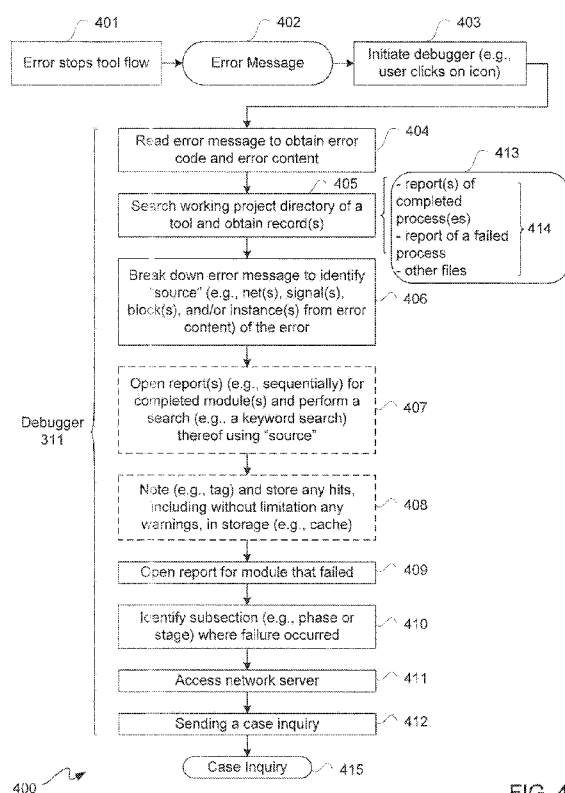 401
402
403
Error stops tool flow
Error Message
Initiate debugger (e.g.,
user clicks on icon)
Read error message to obtain error
code and error content
404
413
405
Search working project directory of a
tool and obtain record(s)
- report(s) of
completed
process(es)
- report of a failed
process
- other files
414
Break down error message to identify
"source" (e.g., net(s), signal(s),
block(s), and/or instance(s) from error
content) of the error
406
Open report(s) (e.g., sequentially) for
completed module(s) and perform a
search (e.g., a keyword search)
thereof using "source"
407
Debugger
311
Note (e.g., tag) and store any hits,
including without limitation any
warnings, in storage (e.g., cache)
408
Open report for module that failed
409
Identify subsection (e.g., phase or
stage) where failure occurred
410
Access network server
411
Sending a case inquiry
412
Case Inquiry
415
400
FIG. 4